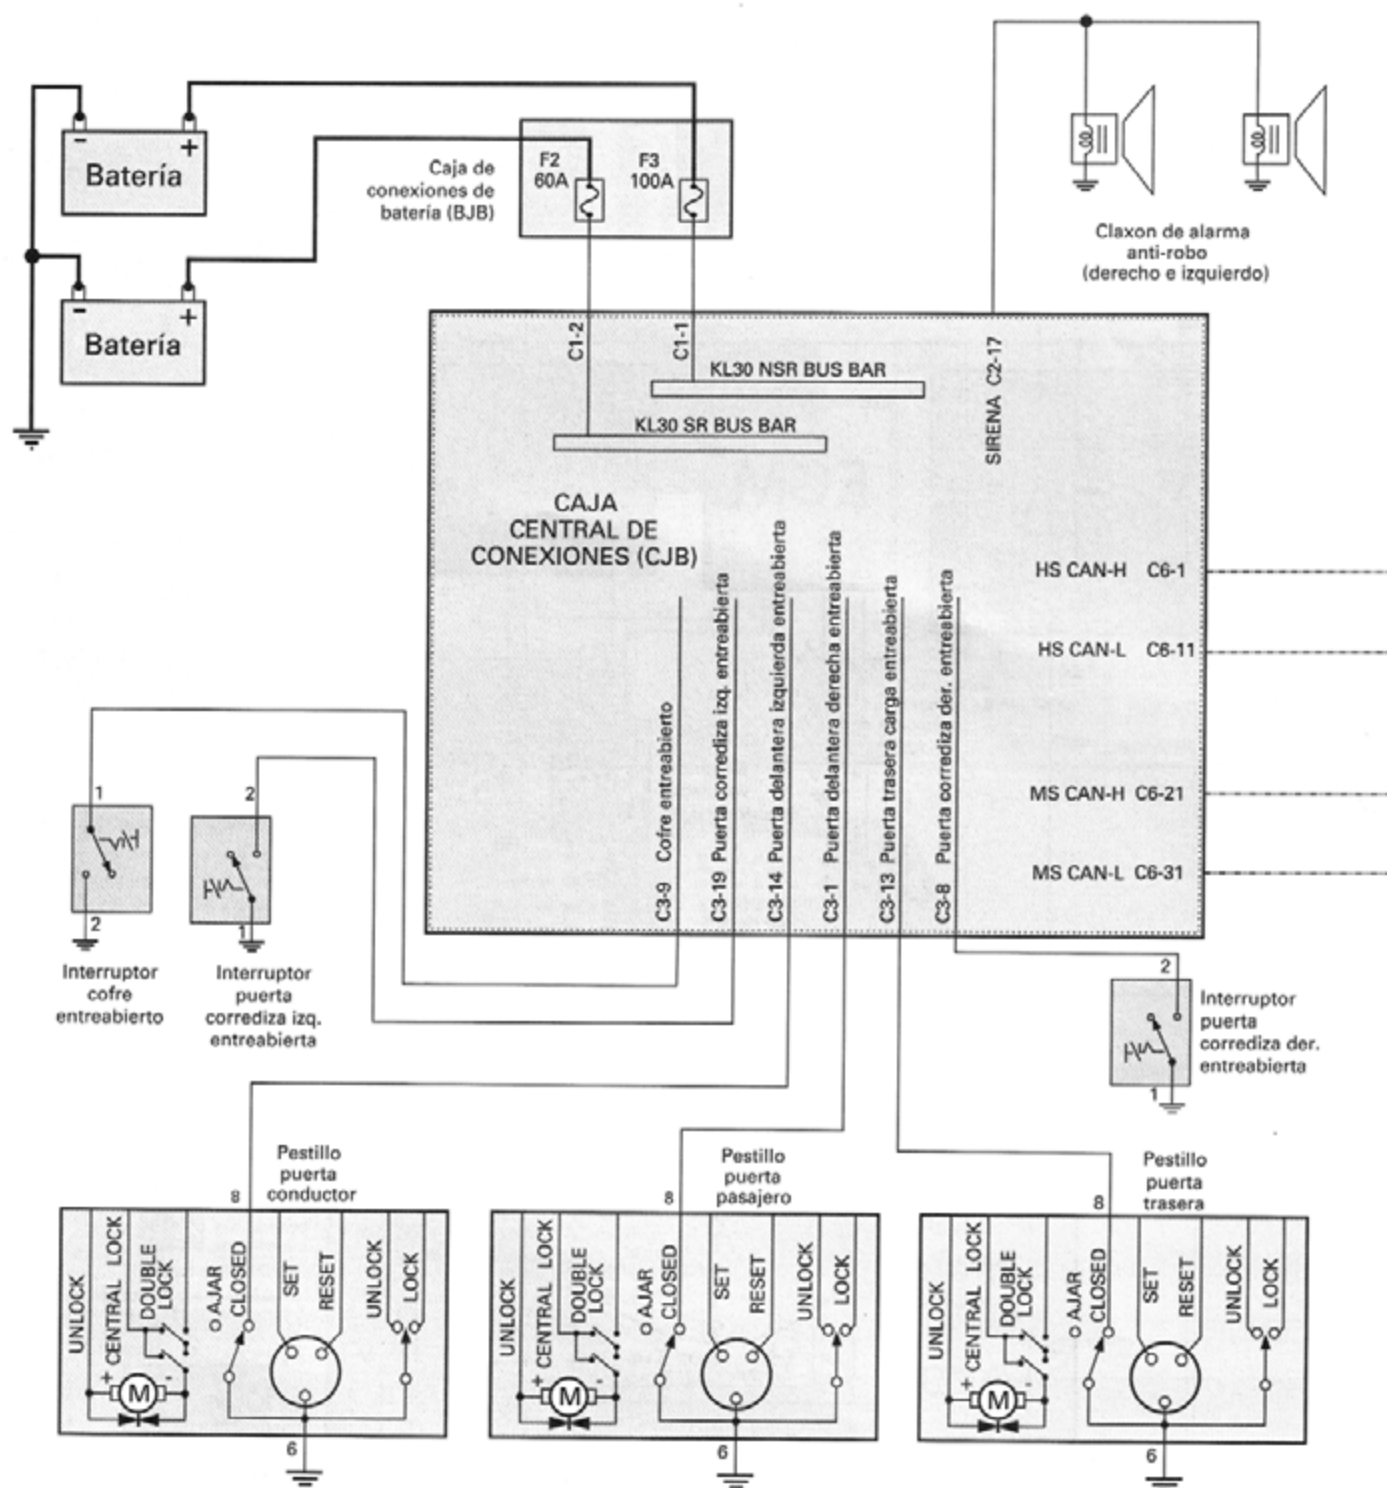 -
+
Batería
-
+
Batería
Caja de
conexiones de
batería (BJB)
F2
60A
F3
100A
Claxon de alarma
anti-robo
(derecho e izquierdo)
C1-2
C1-1
KL30 NSR BUS BAR
KL30 SR BUS BAR
SIRENA C2-17
CAJA
CENTRAL DE
CONEXIONES (CJB)
HS CAN-H C6-1
HS CAN-L C6-11
MS CAN-H C6-21
MS CAN-L C6-31
C3-9 Cofre entreabierto
C3-19 Puerta corrediza izq. entreabierta
C3-14 Puerta delantera izquierda entreabierta
C3-1 Puerta delantera derecha entreabierta
C3-13 Puerta trasera carga entreabierta
C3-8 Puerta corrediza der. entreabierta
1
2
Interruptor
cofre
entreabierto
2
1
Interruptor
puerta
corrediza izq.
entreabierta
2
1
Interruptor
puerta
corrediza der.
entreabierta
Pestillo
puerta
conductor
8
UNLOCK
CENTRAL LOCK
DOUBLE
LOCK
AJAR
CLOSED
SET
RESET
UNLOCK
LOCK
+
M
-
6
Pestillo
puerta
pasajero
8
UNLOCK
CENTRAL LOCK
DOUBLE
LOCK
AJAR
CLOSED
SET
RESET
UNLOCK
LOCK
+
M
-
6
Pestillo
puerta
trasera
8
UNLOCK
CENTRAL LOCK
DOUBLE
LOCK
AJAR
CLOSED
SET
RESET
UNLOCK
LOCK
+
M
-
6